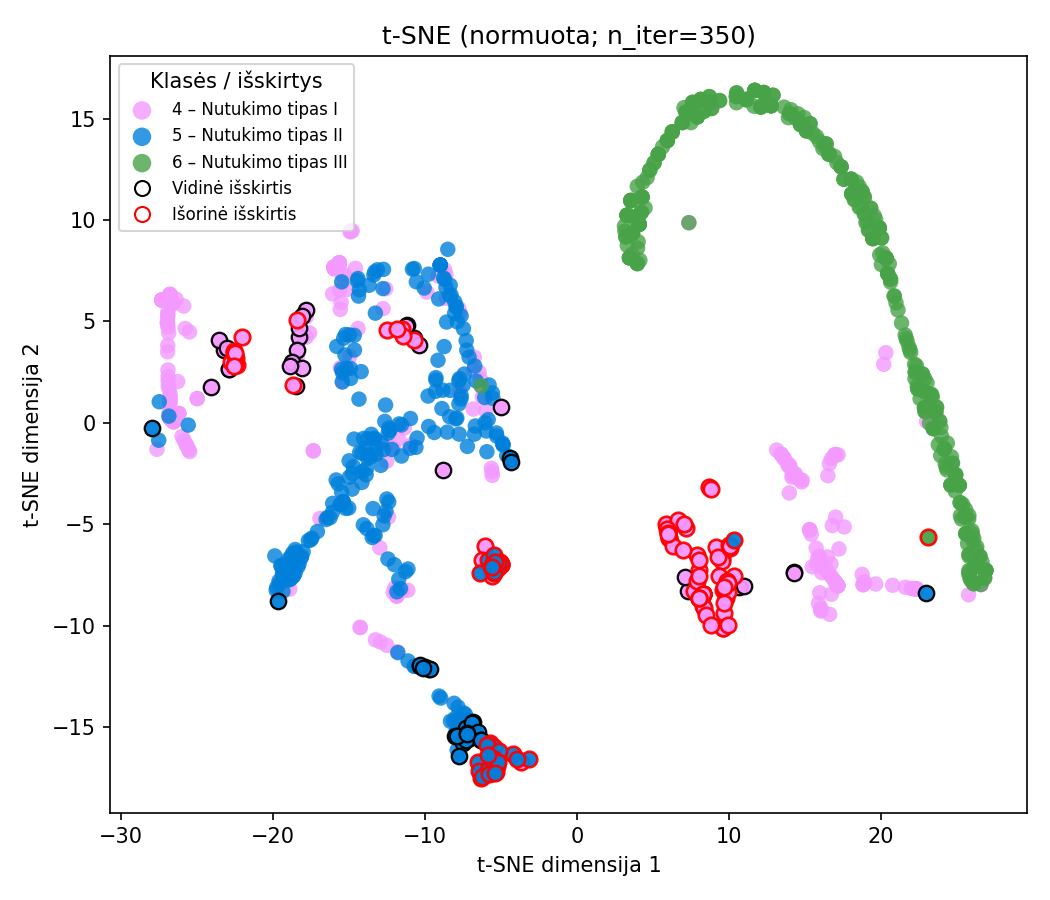 t-SNE (normuota; n_iter=350)
Klasės / išskirtys
4 – Nutukimo tipas I
5 – Nutukimo tipas II
6 – Nutukimo tipas III
Vidinė išskirtis
Išorinė išskirtis
t-SNE dimensija 2
15
10
5
0
−5
−10
−15
−30
−20
−10
0
10
20
t-SNE dimensija 1